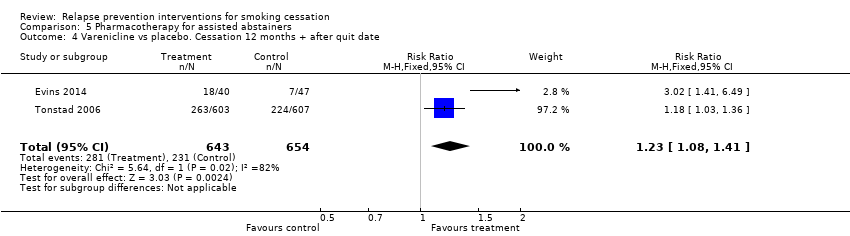 Review: Relapse prevention interventions for smoking cessation
Comparison: 5 Pharmacotherapy for assisted abstainers
Outcome: 4 Varenicline vs placebo. Cessation 12 months + after quit date
Study or subgroup Treatment Control Risk Ratio Weight Risk Ratio
n/N n/N M-H,Fixed,95% CI M-H,Fixed,95% CI
Evins 2014 18/40 7/47 2.8 % 3.02 [ 1.41, 6.49 ]
Tonstad 2006 263/603 224/607 97.2 % 1.18 [ 1.03, 1.36 ]
Total (95% CI) 643 654 100.0 % 1.23 [ 1.08, 1.41 ]
Total events: 281 (Treatment), 231 (Control)
Heterogeneity: Chi² = 5.64, df = 1 (P = 0.02); I² =82%
Test for overall effect: Z = 3.03 (P = 0.0024)
Test for subgroup differences: Not applicable
0.5 0.7 1 1.5 2
Favours control Favours treatment